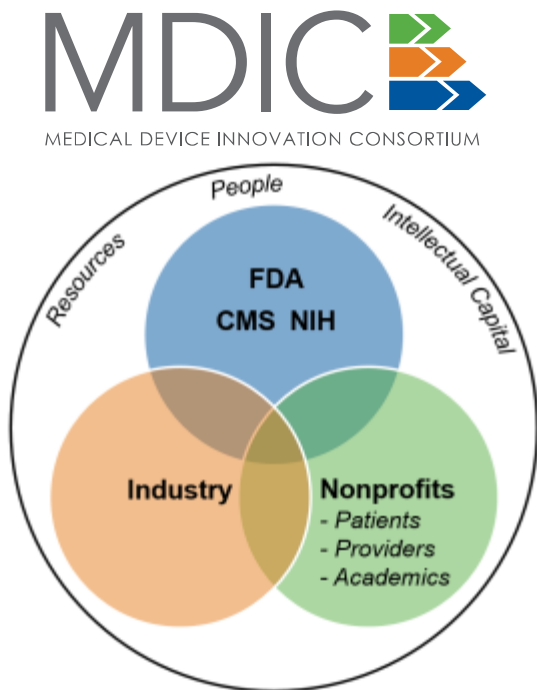 MDIC
MEDICAL DEVICE INNOVATION CONSORTIUM
People
Resources
Intellectual Capital
FDA
CMS NIH
Industry
Nonprofits
- Patients
- Providers
- Academics